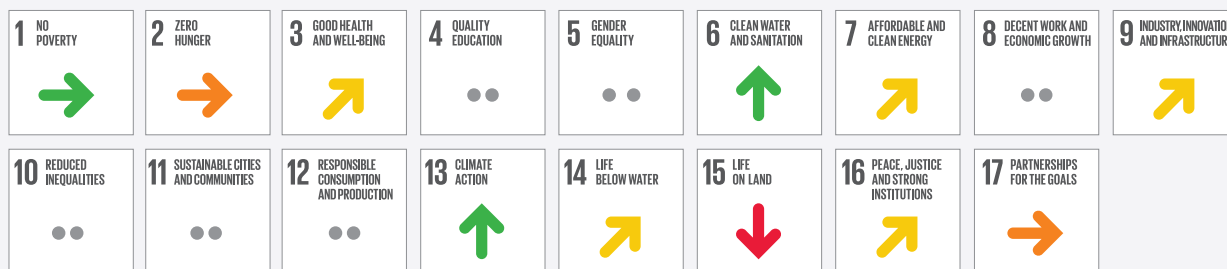 1 NO
POVERTY
2 ZERO
HUNGER
3 GOOD HEALTH
AND WELL-BEING
4 QUALITY
EDUCATION
5 GENDER
EQUALITY
6 CLEAN WATER
AND SANITATION
7 AFFORDABLE AND
CLEAN ENERGY
8 DECENT WORK AND
ECONOMIC GROWTH
9 INDUSTRY, INNOVATIO
AND INFRASTRUCTUR
10 REDUCED
INEQUALITIES
11 SUSTAINABLE CITIES
AND COMMUNITIES
12 RESPONSIBLE
CONSUMPTION
AND PRODUCTION
13 CLIMATE
ACTION
14 LIFE
BELOW WATER
15 LIFE
ON LAND
16 PEACE, JUSTICE
AND STRONG
INSTITUTIONS
17 PARTNERSHIPS
FOR THE GOALS